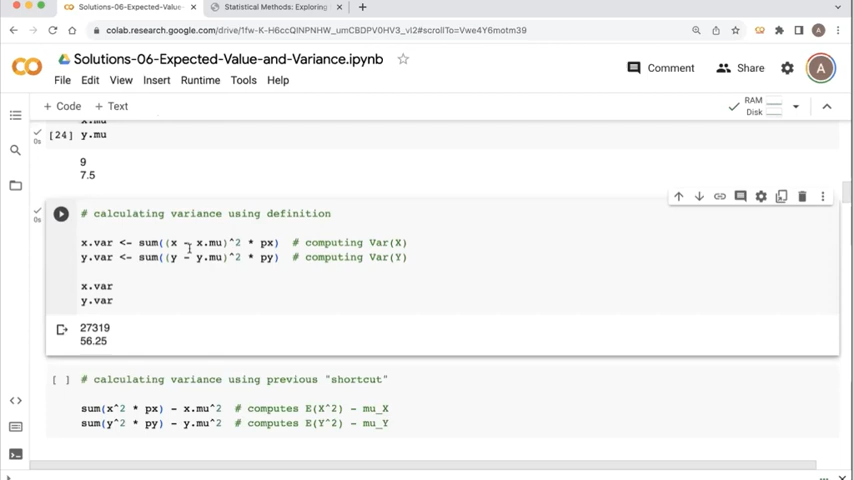 Solutions-06-Expected-Value-
Statistical Methods: Exploring
colab.research.google.com/drive/1fw-K-H6ccQINPNHW_umCBDPV0HV3_vl2#scrollTo=Vwe4Y6motm39
Solutions-06-Expected-Value-and-Variance.ipynb
File Edit View Insert Runtime Tools Help
Comment
Share
A
+ Code + Text
RAM
Disk
x.mu
[24] y.mu
0s
9
7.5
0s
# calculating variance using definition
x.var <- sum((x - x.mu)^2 * px) # computing Var(X)
y.var <- sum((y - y.mu)^2 * py) # computing Var(Y)
x.var
y.var
27319
56.25
[ ] # calculating variance using previous "shortcut"
sum(x^2 * px) - x.mu^2 # computes E(X^2) - mu_X
sum(y^2 * py) - y.mu^2 # computes E(Y^2) - mu_Y